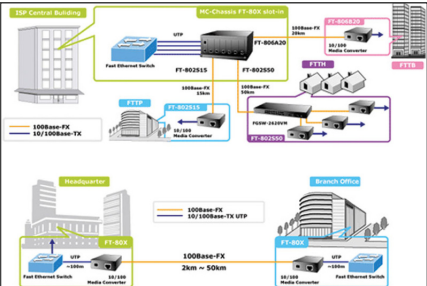 ISP Central Building
MC-Chassis FT-80X slot-in
UTP
Fast Ethernet Switch
FT-806A20
FT-802S15
FT-802S50
100Base-FX
20km
FT-806B20
10/100
Media Converter
FTTB
100Base-FX
15km
100Base-FX
50km
FTTH
FTTP
FT-802S15
10/100
Media Converter
FGSW-2620VM
FT-802S50
100Base-FX
10/100Base-TX
Headquarter
Branch Office
100Base-FX
10/100Base-TX UTP
FT-80X
FT-80X
UTP
~100m
Fast Ethernet Switch
10/100
Media Converter
100Base-FX
2km ~ 50km
UTP
~100m
10/100
Media Converter
Fast Ethernet Switch